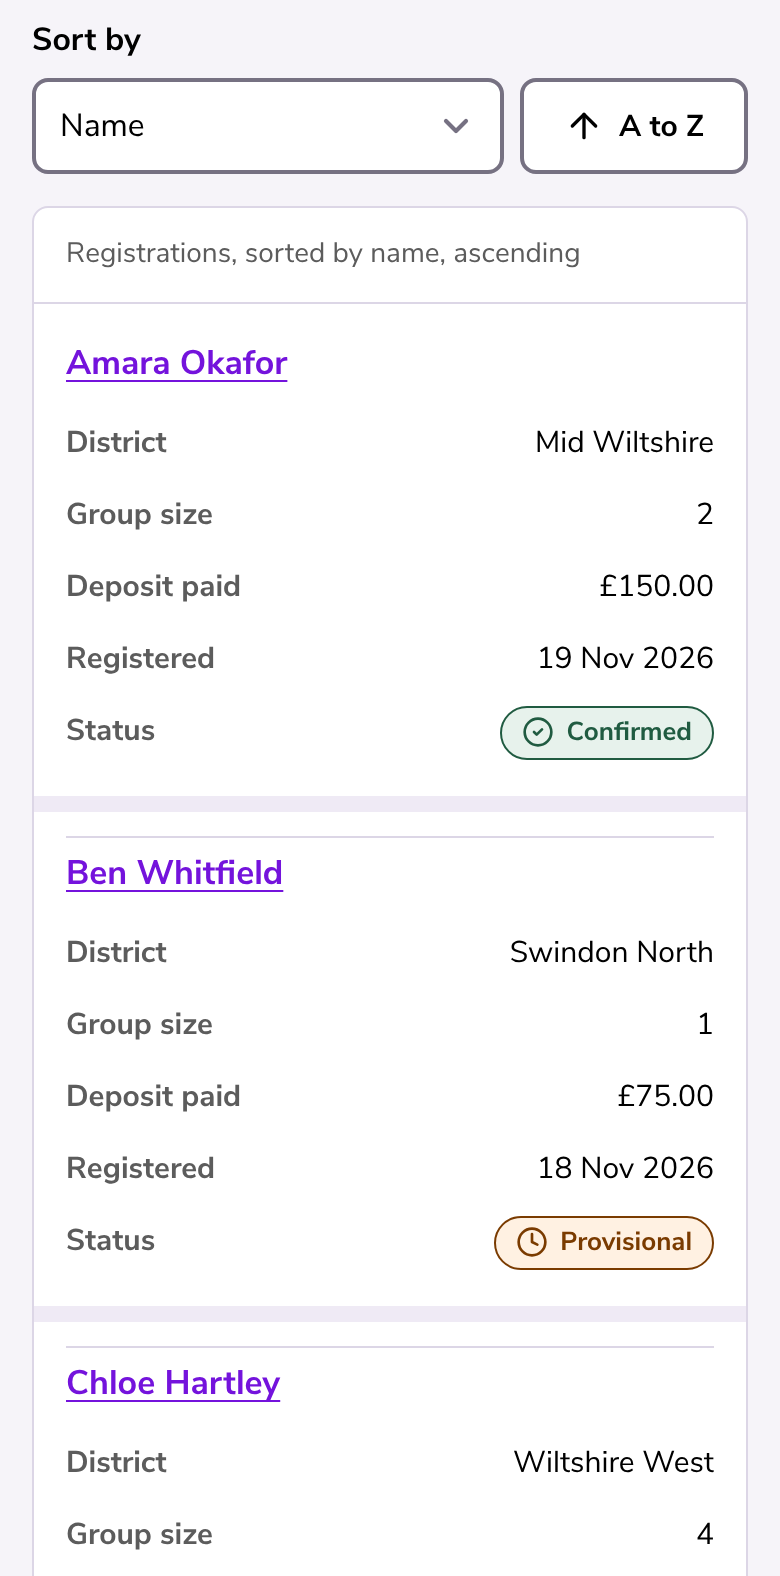 Sort by
Name
A to Z
Registrations, sorted by name, ascending
Amara Okafor
District Mid Wiltshire
Group size 2
Deposit paid £150.00
Registered 19 Nov 2026
Status Confirmed
Ben Whitfield
District Swindon North
Group size 1
Deposit paid £75.00
Registered 18 Nov 2026
Status Provisional
Chloe Hartley
District Wiltshire West
Group size 4